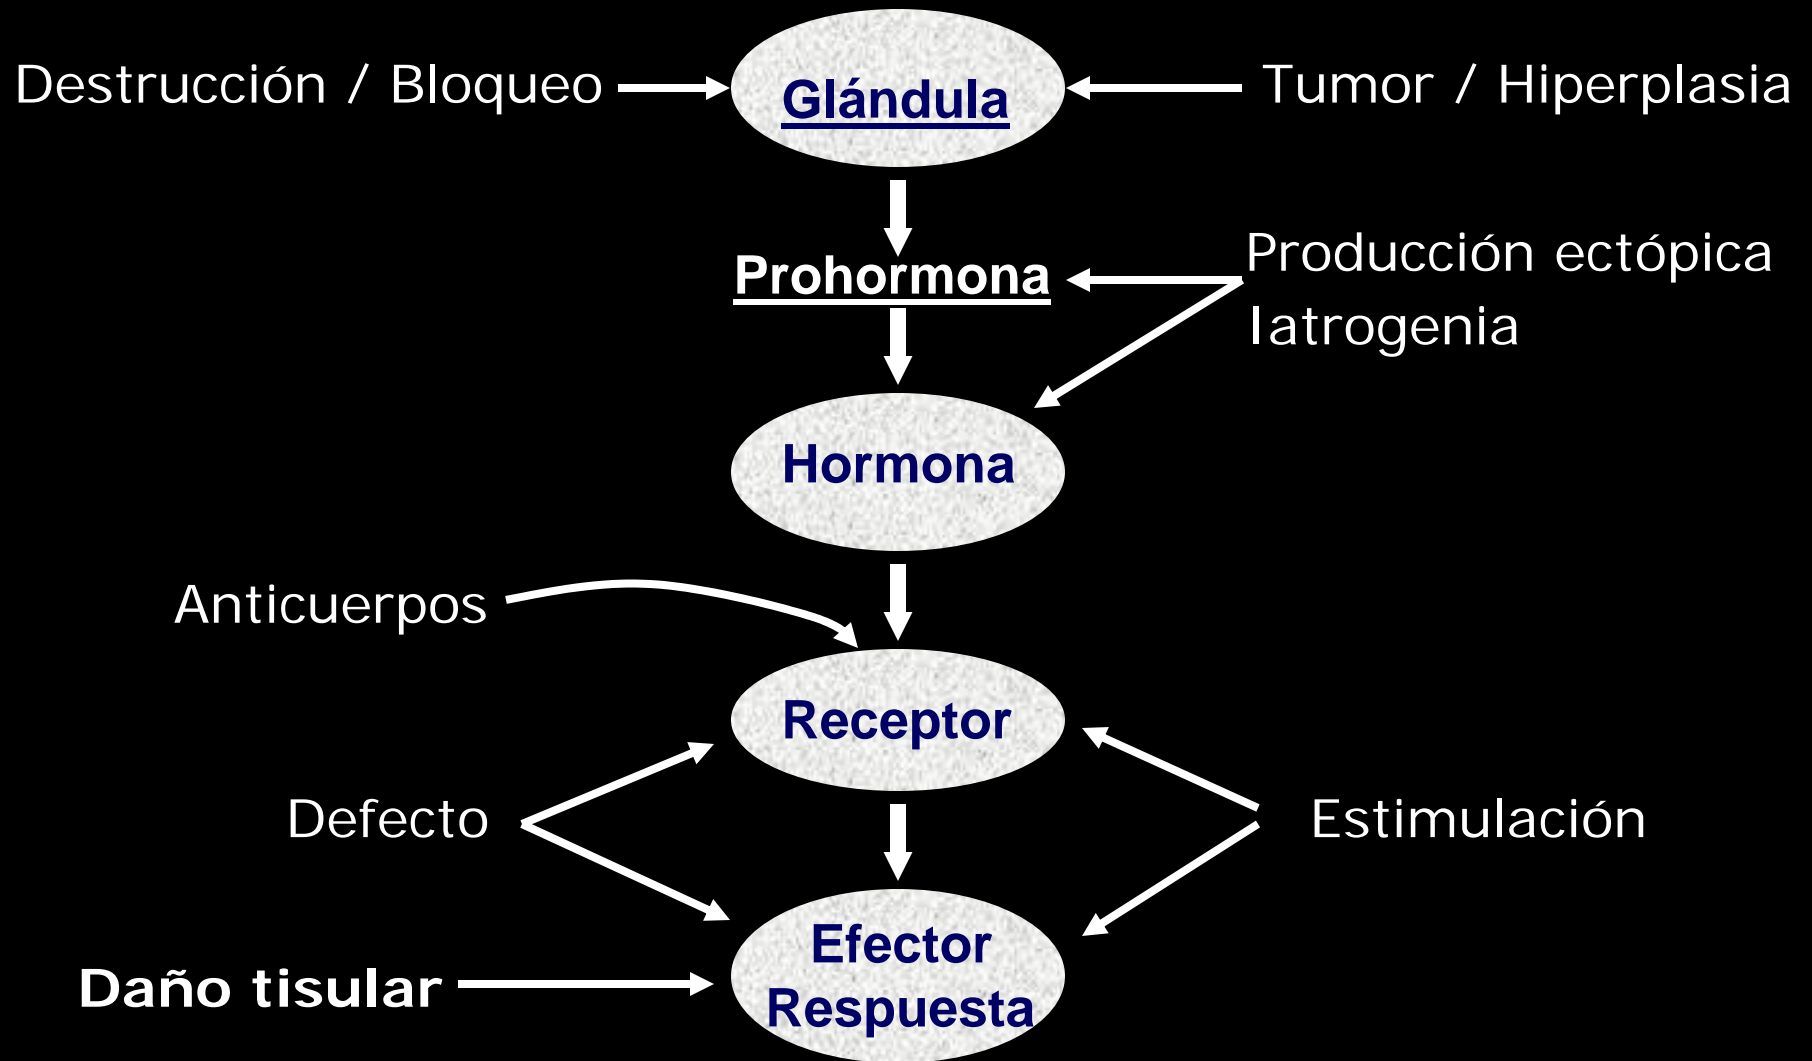 Destrucción / Bloqueo
Glándula
Tumor / Hiperplasia
Prohormona
Producción ectópica
Iatrogenia
Hormona
Anticuerpos
Receptor
Defecto
Estimulación
Efector
Respuesta
Daño tisular